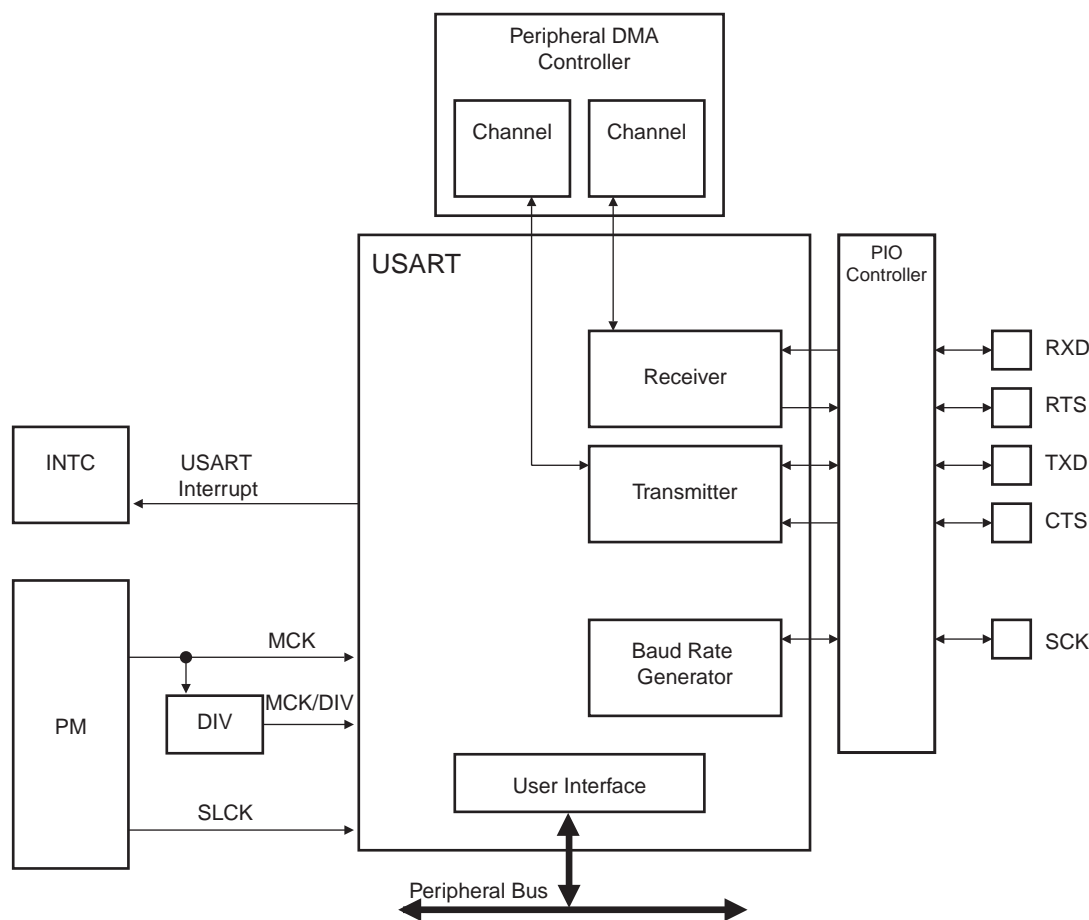 Peripheral DMA
Controller
Channel
Channel
USART
PIO
Controller
Receiver
RXD
RTS
INTC
USART
Interrupt
Transmitter
TXD
CTS
PM
MCK
DIV
MCK/DIV
SLCK
Baud Rate
Generator
SCK
User Interface
Peripheral Bus